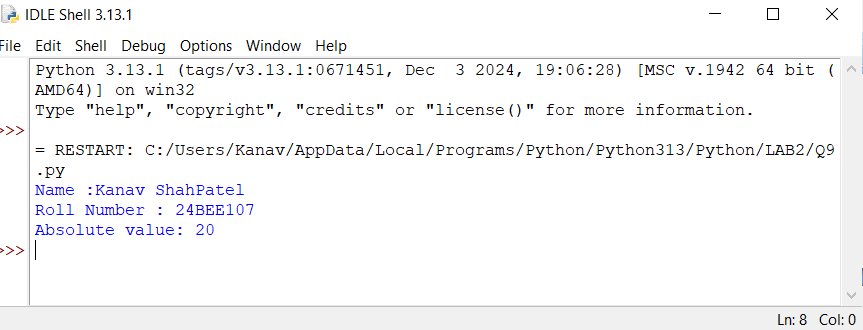 IDLE Shell 3.13.1
File Edit Shell Debug Options Window Help
Python 3.13.1 (tags/v3.13.1:0671451, Dec  3 2024, 19:06:28) [MSC v.1942 64 bit (
AMD64)] on win32
Type "help", "copyright", "credits" or "license()" for more information.
>>>
= RESTART: C:/Users/Kanav/AppData/Local/Programs/Python/Python313/Python/LAB2/Q9
.py
Name :Kanav ShahPatel
Roll Number : 24BEE107
Absolute value: 20
>>>
Ln: 8 Col: 0